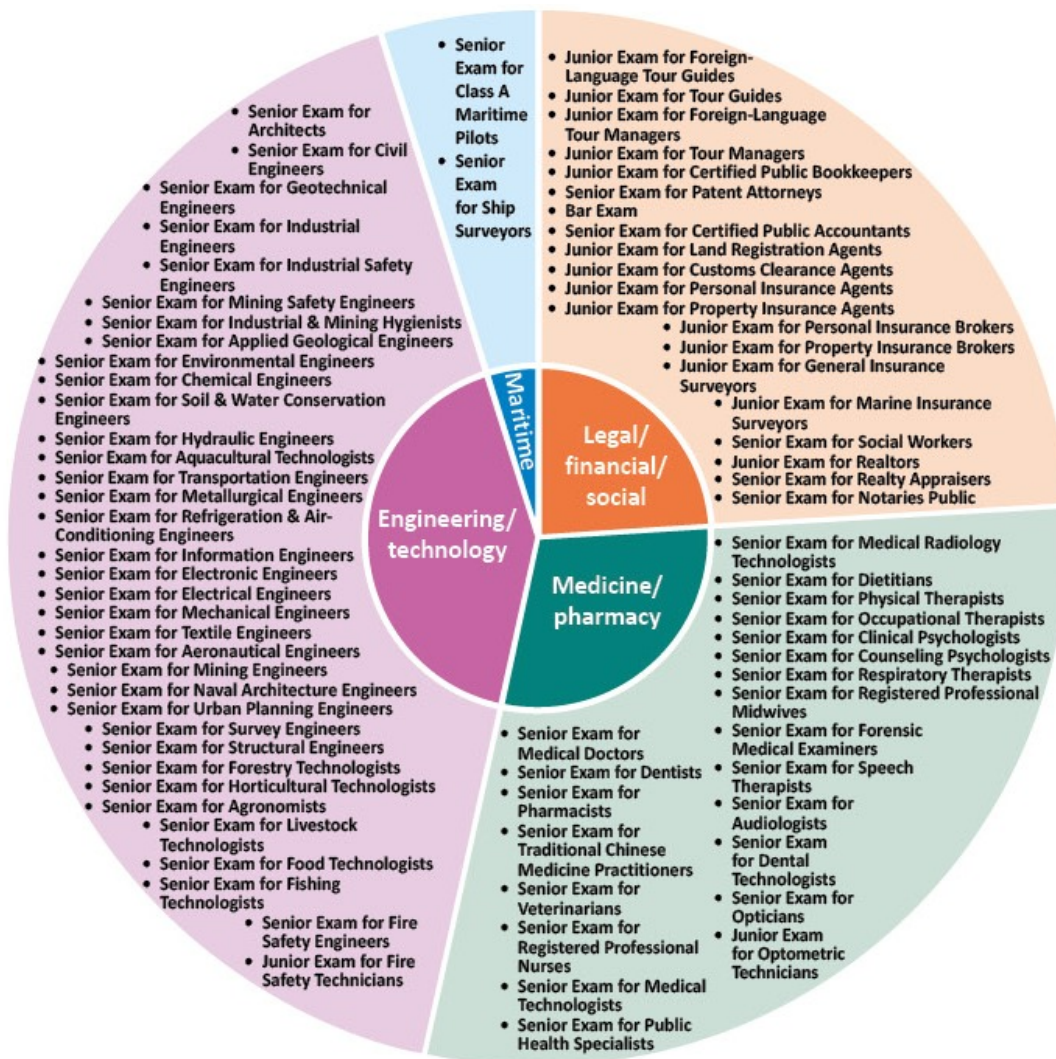 • Senior
Exam for
Class A
Maritime
Pilots
• Senior
Exam
for Ship
Surveyors
• Junior Exam for Foreign-
Language Tour Guides
• Junior Exam for Tour Guides
• Junior Exam for Foreign-Language
Tour Managers
• Junior Exam for Tour Managers
• Junior Exam for Certified Public Bookkeepers
• Senior Exam for Patent Attorneys
• Bar Exam
• Senior Exam for Certified Public Accountants
• Junior Exam for Land Registration Agents
• Junior Exam for Customs Clearance Agents
• Junior Exam for Personal Insurance Agents
• Junior Exam for Property Insurance Agents
• Junior Exam for Personal Insurance Brokers
• Junior Exam for Property Insurance Brokers
• Junior Exam for General Insurance
Surveyors
• Junior Exam for Marine Insurance
Surveyors
• Senior Exam for Social Workers
• Junior Exam for Realtors
• Senior Exam for Realty Appraisers
• Senior Exam for Notaries Public
• Senior Exam for
Architects
• Senior Exam for Civil
Engineers
• Senior Exam for Geotechnical
Engineers
• Senior Exam for Industrial
Engineers
• Senior Exam for Industrial Safety
Engineers
• Senior Exam for Mining Safety Engineers
• Senior Exam for Industrial & Mining Hygienists
• Senior Exam for Applied Geological Engineers
• Senior Exam for Environmental Engineers
• Senior Exam for Chemical Engineers
• Senior Exam for Soil & Water Conservation
Engineers
• Senior Exam for Hydraulic Engineers
• Senior Exam for Aquacultural Technologists
• Senior Exam for Transportation Engineers
• Senior Exam for Metallurgical Engineers
• Senior Exam for Refrigeration & Air-
Conditioning Engineers
• Senior Exam for Information Engineers
• Senior Exam for Electronic Engineers
• Senior Exam for Electrical Engineers
• Senior Exam for Mechanical Engineers
• Senior Exam for Textile Engineers
• Senior Exam for Aeronautical Engineers
• Senior Exam for Mining Engineers
• Senior Exam for Naval Architecture Engineers
• Senior Exam for Urban Planning Engineers
• Senior Exam for Survey Engineers
• Senior Exam for Structural Engineers
• Senior Exam for Forestry Technologists
• Senior Exam for Horticultural Technologists
• Senior Exam for Agronomists
• Senior Exam for Livestock
Technologists
• Senior Exam for Food Technologists
• Senior Exam for Fishing
Technologists
• Senior Exam for Fire
Safety Engineers
• Junior Exam for Fire
Safety Technicians
Maritime
Legal/
financial/
social
Engineering/
technology
Medicine/
pharmacy
• Senior Exam for
Medical Doctors
• Senior Exam for Dentists
• Senior Exam for
Pharmacists
• Senior Exam for
Traditional Chinese
Medicine Practitioners
• Senior Exam for
Veterinarians
• Senior Exam for
Registered Professional
Nurses
• Senior Exam for Medical
Technologists
• Senior Exam for Public
Health Specialists
• Senior Exam for Medical Radiology
Technologists
• Senior Exam for Dietitians
• Senior Exam for Physical Therapists
• Senior Exam for Occupational Therapists
• Senior Exam for Clinical Psychologists
• Senior Exam for Counseling Psychologists
• Senior Exam for Respiratory Therapists
• Senior Exam for Registered Professional
Midwives
• Senior Exam for Forensic
Medical Examiners
• Senior Exam for Speech
Therapists
• Senior Exam for
Audiologists
• Senior Exam
for Dental
Technologists
• Senior Exam for
Opticians
• Junior Exam
for Optometric
Technicians